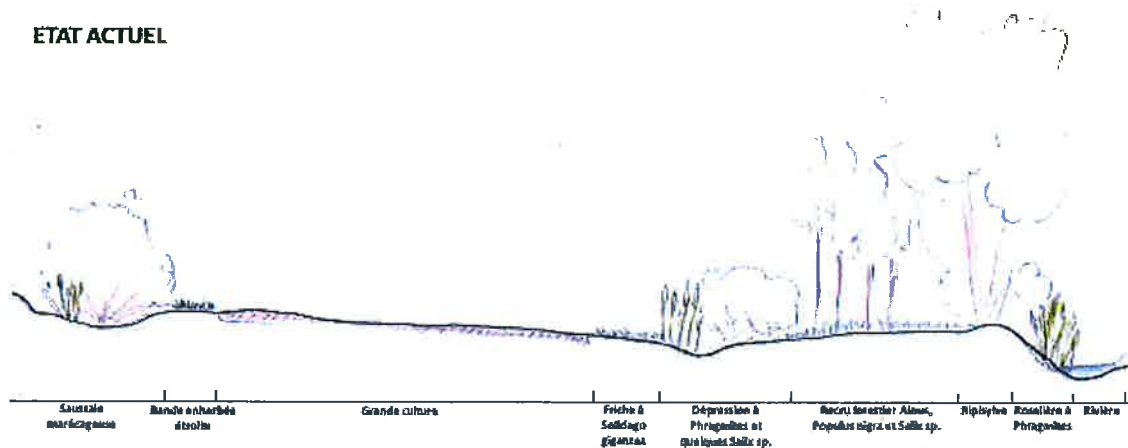 ETAT ACTUEL
Saussaie
marécageuse
Bande enherbée
étroite
Grande culture
Friche à
Solidago
gigantea
Dépression à
Phragmites et
quelques Salix sp.
Recru forestier Alnus,
Populus nigra et Salix sp.
Ripisylve
Roselière à
Phragmites
Rivière